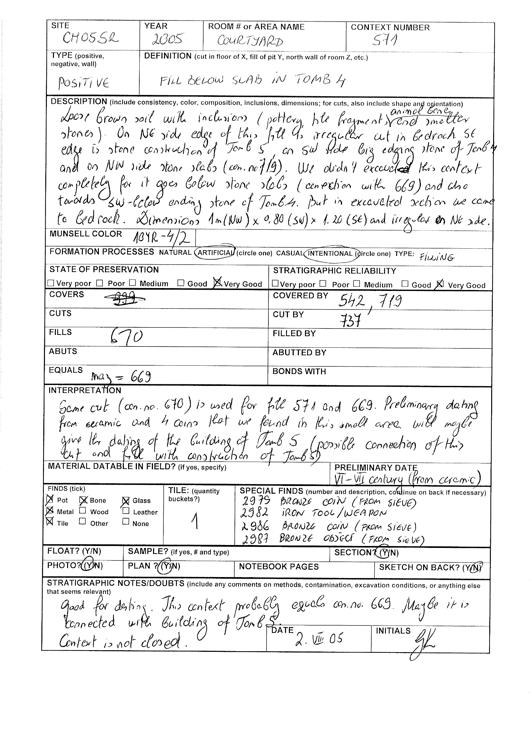 SITE YEAR ROOM # or AREA NAME CONTEXT NUMBER
CHO5SR 2005 COURTYARD 571
TYPE (positive, negative, wall) DEFINITION (cut in floor of X, fill of pit Y, north wall of room Z, etc.)
POSITIVE FILL BELOW SLAB IN TOMB 4
DESCRIPTION (include consistency, color, composition, inclusions, dimensions; for cuts, also include shape and orientation)
Loose brown soil with inclusions (pottery, tile fragments, animal bones and smaller
stones). On NE side edge of this fill is irregular cut in bedrock SE
edge is stone construction of Tomb 5 on SW side big edging stone of Tomb 4
and on NW side stone slabs (con.no 719). We didn't excavated this context
completely for it goes below stone slabs (conection with 669) and also
towards SW-below ending stone of Tomb 4. But in excavated section we came
to bedrock. Dimensions 1m(NW) x 0.80 (SW) x 1.20 (SE) and irregular on NE side.
MUNSELL COLOR 10YR-4/2
FORMATION PROCESSES NATURAL ARTIFICIAL (circle one) CASUAL INTENTIONAL (circle one) TYPE: FILLING
STATE OF PRESERVATION STRATIGRAPHIC RELIABILITY
Very poor Poor Medium Good Very Good Very poor Poor Medium Good Very Good
COVERS COVERED BY 542, 719
CUTS CUT BY 737
FILLS 670 FILLED BY
ABUTS ABUTTED BY
EQUALS may = 669 BONDS WITH
INTERPRETATION
Same cut (con.no. 670) is used for fill 571 and 669. Preliminary dating
from ceramic and 4 coins that we found in this small area will maybe
give the dating of the building of Tomb 5 (possible connection of this
cut and fill with construction of Tomb 5)
MATERIAL DATABLE IN FIELD? (if yes, specify) PRELIMINARY DATE
VI-VII century (from ceramic)
FINDS (tick) TILE: (quantity buckets?) SPECIAL FINDS (number and description, continue on back if necessary)
Pot Bone Glass 2979 BRONZE COIN (FROM SIEVE)
Metal Wood Leather 1 2982 IRON TOOL/WEAPON
Tile Other None 2986 BRONZE COIN (FROM SIEVE)
2987 BRONZE OBJECT (FROM SIEVE)
FLOAT? (Y/N) SAMPLE? (if yes, # and type) SECTION? (Y/N)
PHOTO? (Y/N) PLAN? (Y/N) NOTEBOOK PAGES SKETCH ON BACK? (Y/N)
STRATIGRAPHIC NOTES/DOUBTS (include any comments on methods, contamination, excavation conditions, or anything else that seems relevant)
Good for dating. This context probably equals con.no. 669. Maybe it is
connected with building of Tomb 5.
Context is not closed. DATE 2. VII. 05 INITIALS